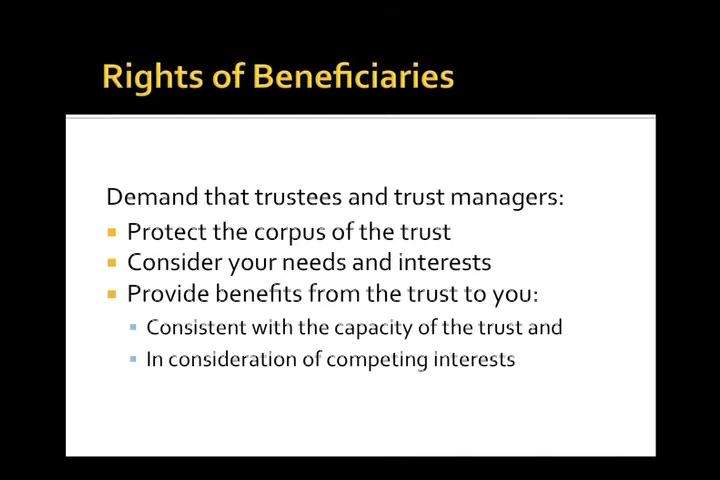 Rights of Beneficiaries
Demand that trustees and trust managers:
Protect the corpus of the trust
Consider your needs and interests
Provide benefits from the trust to you:
Consistent with the capacity of the trust and
In consideration of competing interests